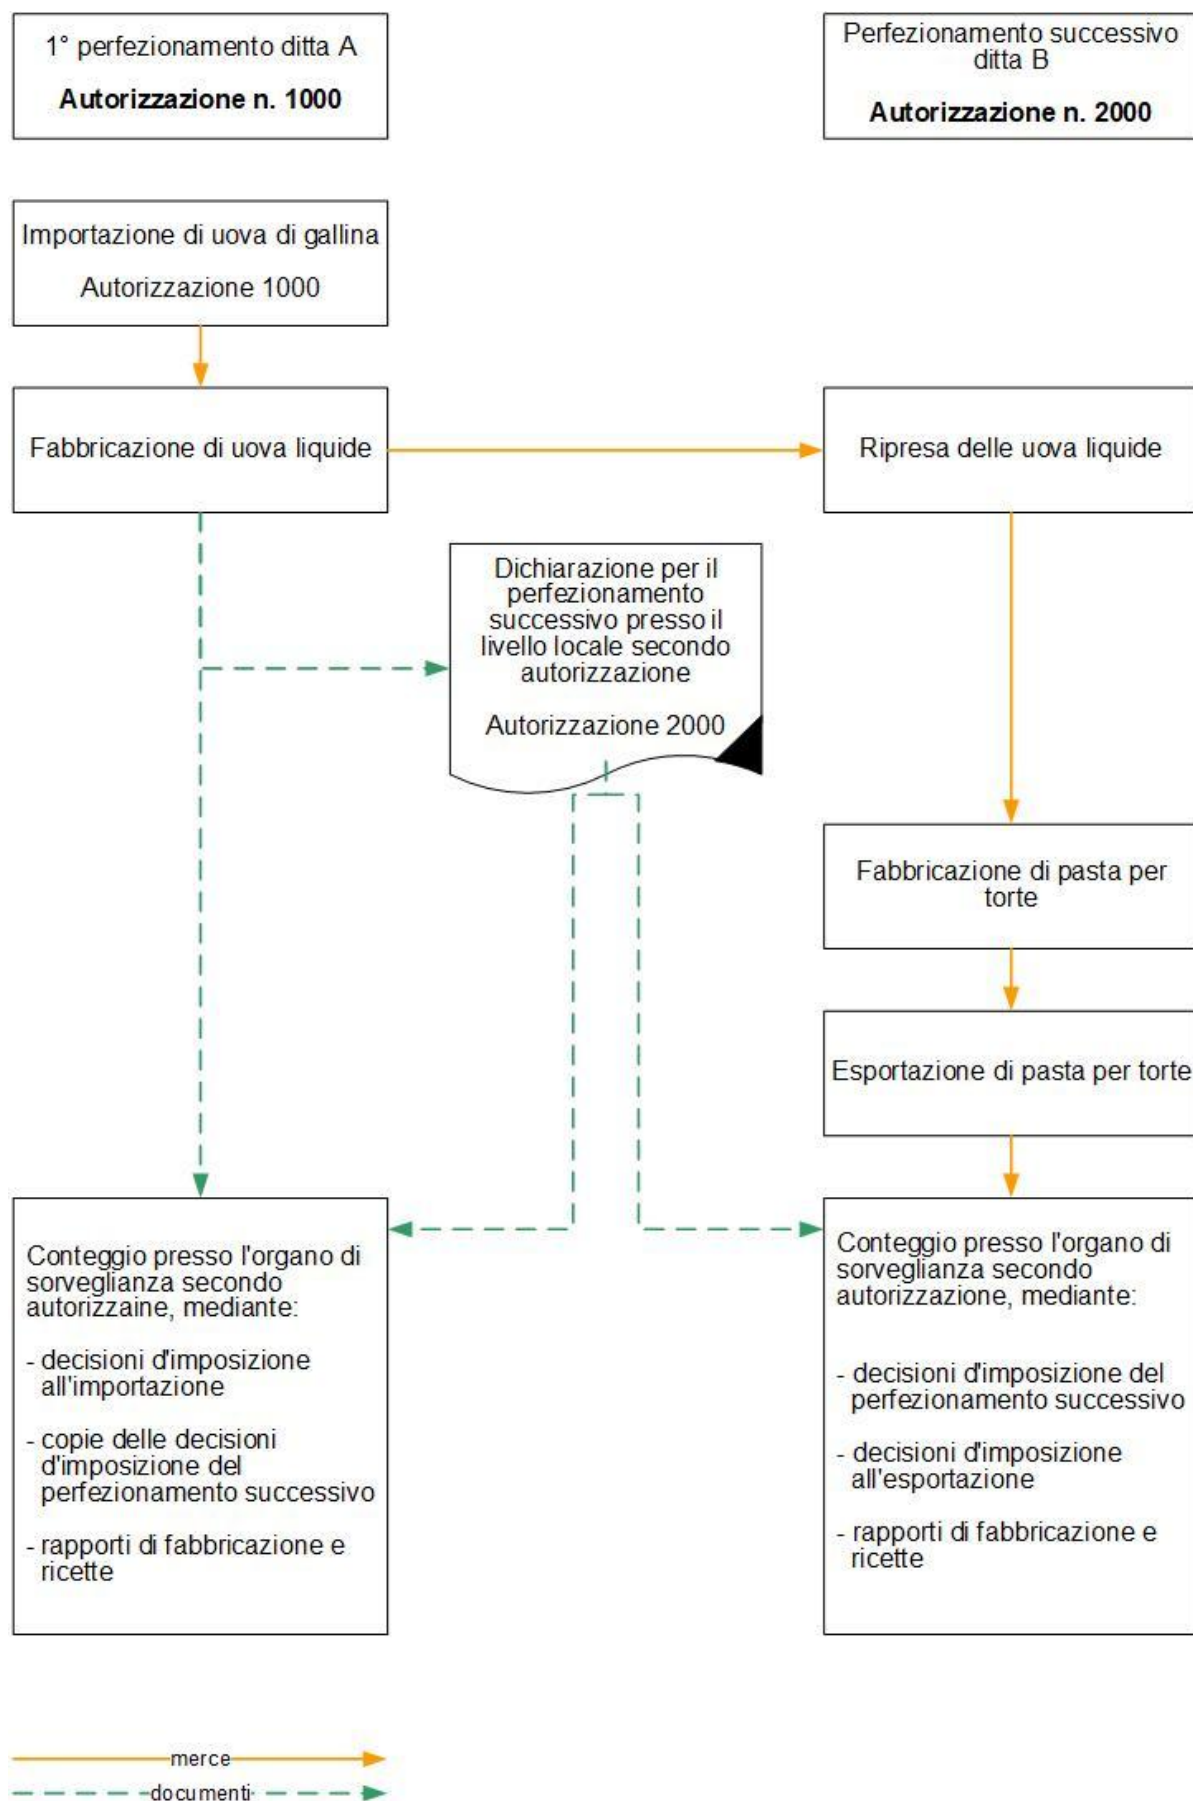 1° perfezionamento ditta A
Autorizzazione n. 1000
Perfezionamento successivo
ditta B
Autorizzazione n. 2000
Importazione di uova di gallina
Autorizzazione 1000
Fabbricazione di uova liquide
Ripresa delle uova liquide
Dichiarazione per il
perfezionamento
successivo presso il
livello locale secondo
autorizzazione
Autorizzazione 2000
Fabbricazione di pasta per
torte
Esportazione di pasta per torte
Conteggio presso l'organo di
sorveglianza secondo
autorizzaine, mediante:
- decisioni d'imposizione
all'importazione
- copie delle decisioni
d'imposizione del
perfezionamento successivo
- rapporti di fabbricazione e
ricette
Conteggio presso l'organo di
sorveglianza secondo
autorizzazione, mediante:
- decisioni d'imposizione del
perfezionamento successivo
- decisioni d'imposizione
all'esportazione
- rapporti di fabbricazione e
ricette
merce
documenti